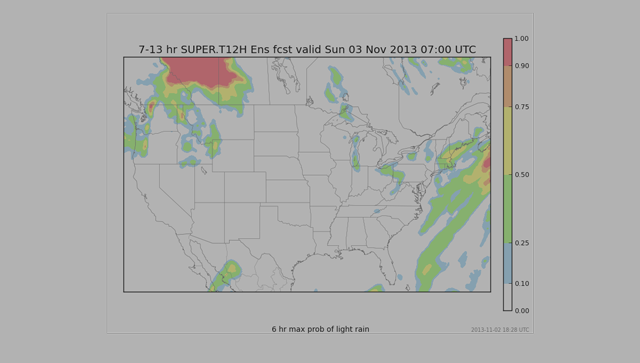 7-13 hr SUPER.T12H Ens fcst valid Sun 03 Nov 2013 07:00 UTC
1.00
0.90
0.75
0.50
0.25
0.10
0.00
6 hr max prob of light rain
2013-11-02 18:28 UTC